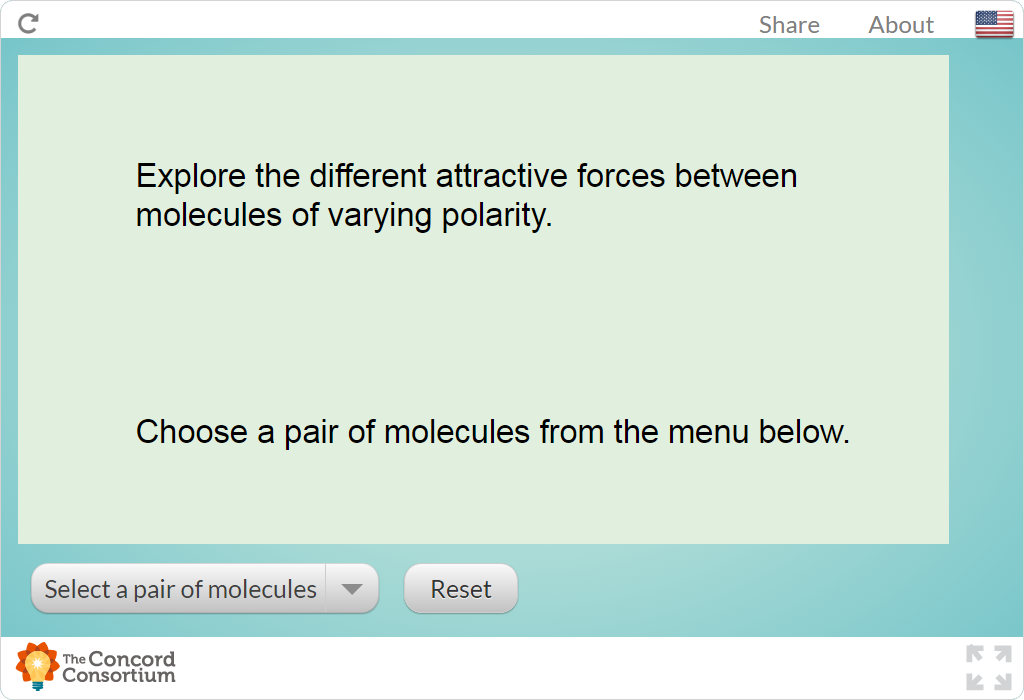 Share About
Explore the different attractive forces between
molecules of varying polarity.
Choose a pair of molecules from the menu below.
Select a pair of molecules Reset
The Concord
Consortium